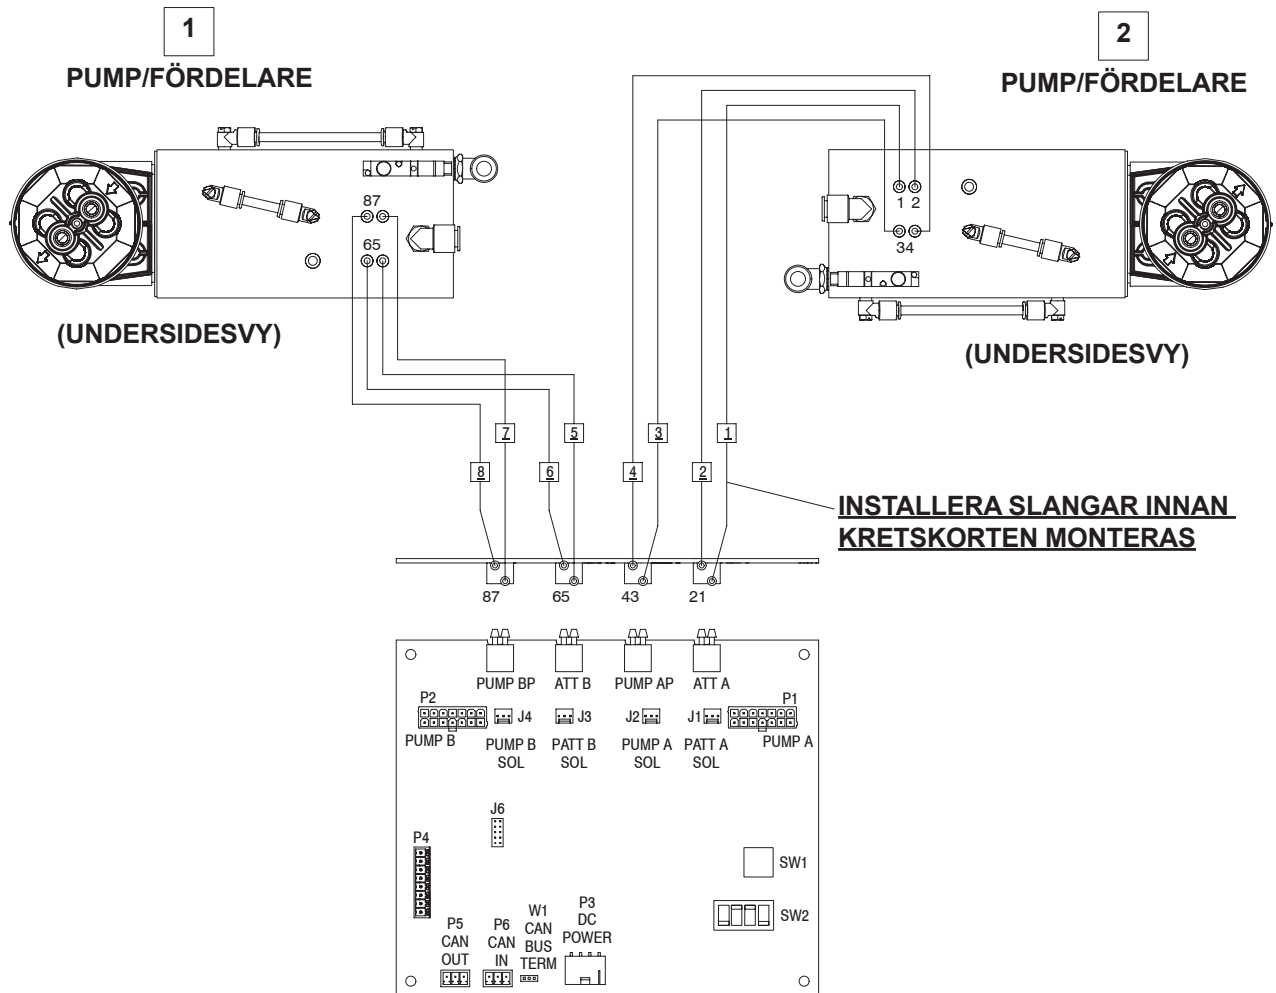 1
PUMP/FÖRDELARE
2
PUMP/FÖRDELARE
87
65
1 2
34
(UNDERSIDESVY)
(UNDERSIDESVY)
7
5
3
1
8
6
4
2
INSTALLERA SLANGAR INNAN
KRETSKORTEN MONTERAS
87
65
43
21
PUMP BP
ATT B
PUMP AP
ATT A
P2
J4
J3
J2
J1
P1
PUMP B
PUMP B
SOL
PATT B
SOL
PUMP A
SOL
PATT A
SOL
PUMP A
J6
P4
SW1
SW2
P5
CAN
OUT
P6
CAN
IN
W1
CAN
BUS
TERM
P3
DC
POWER